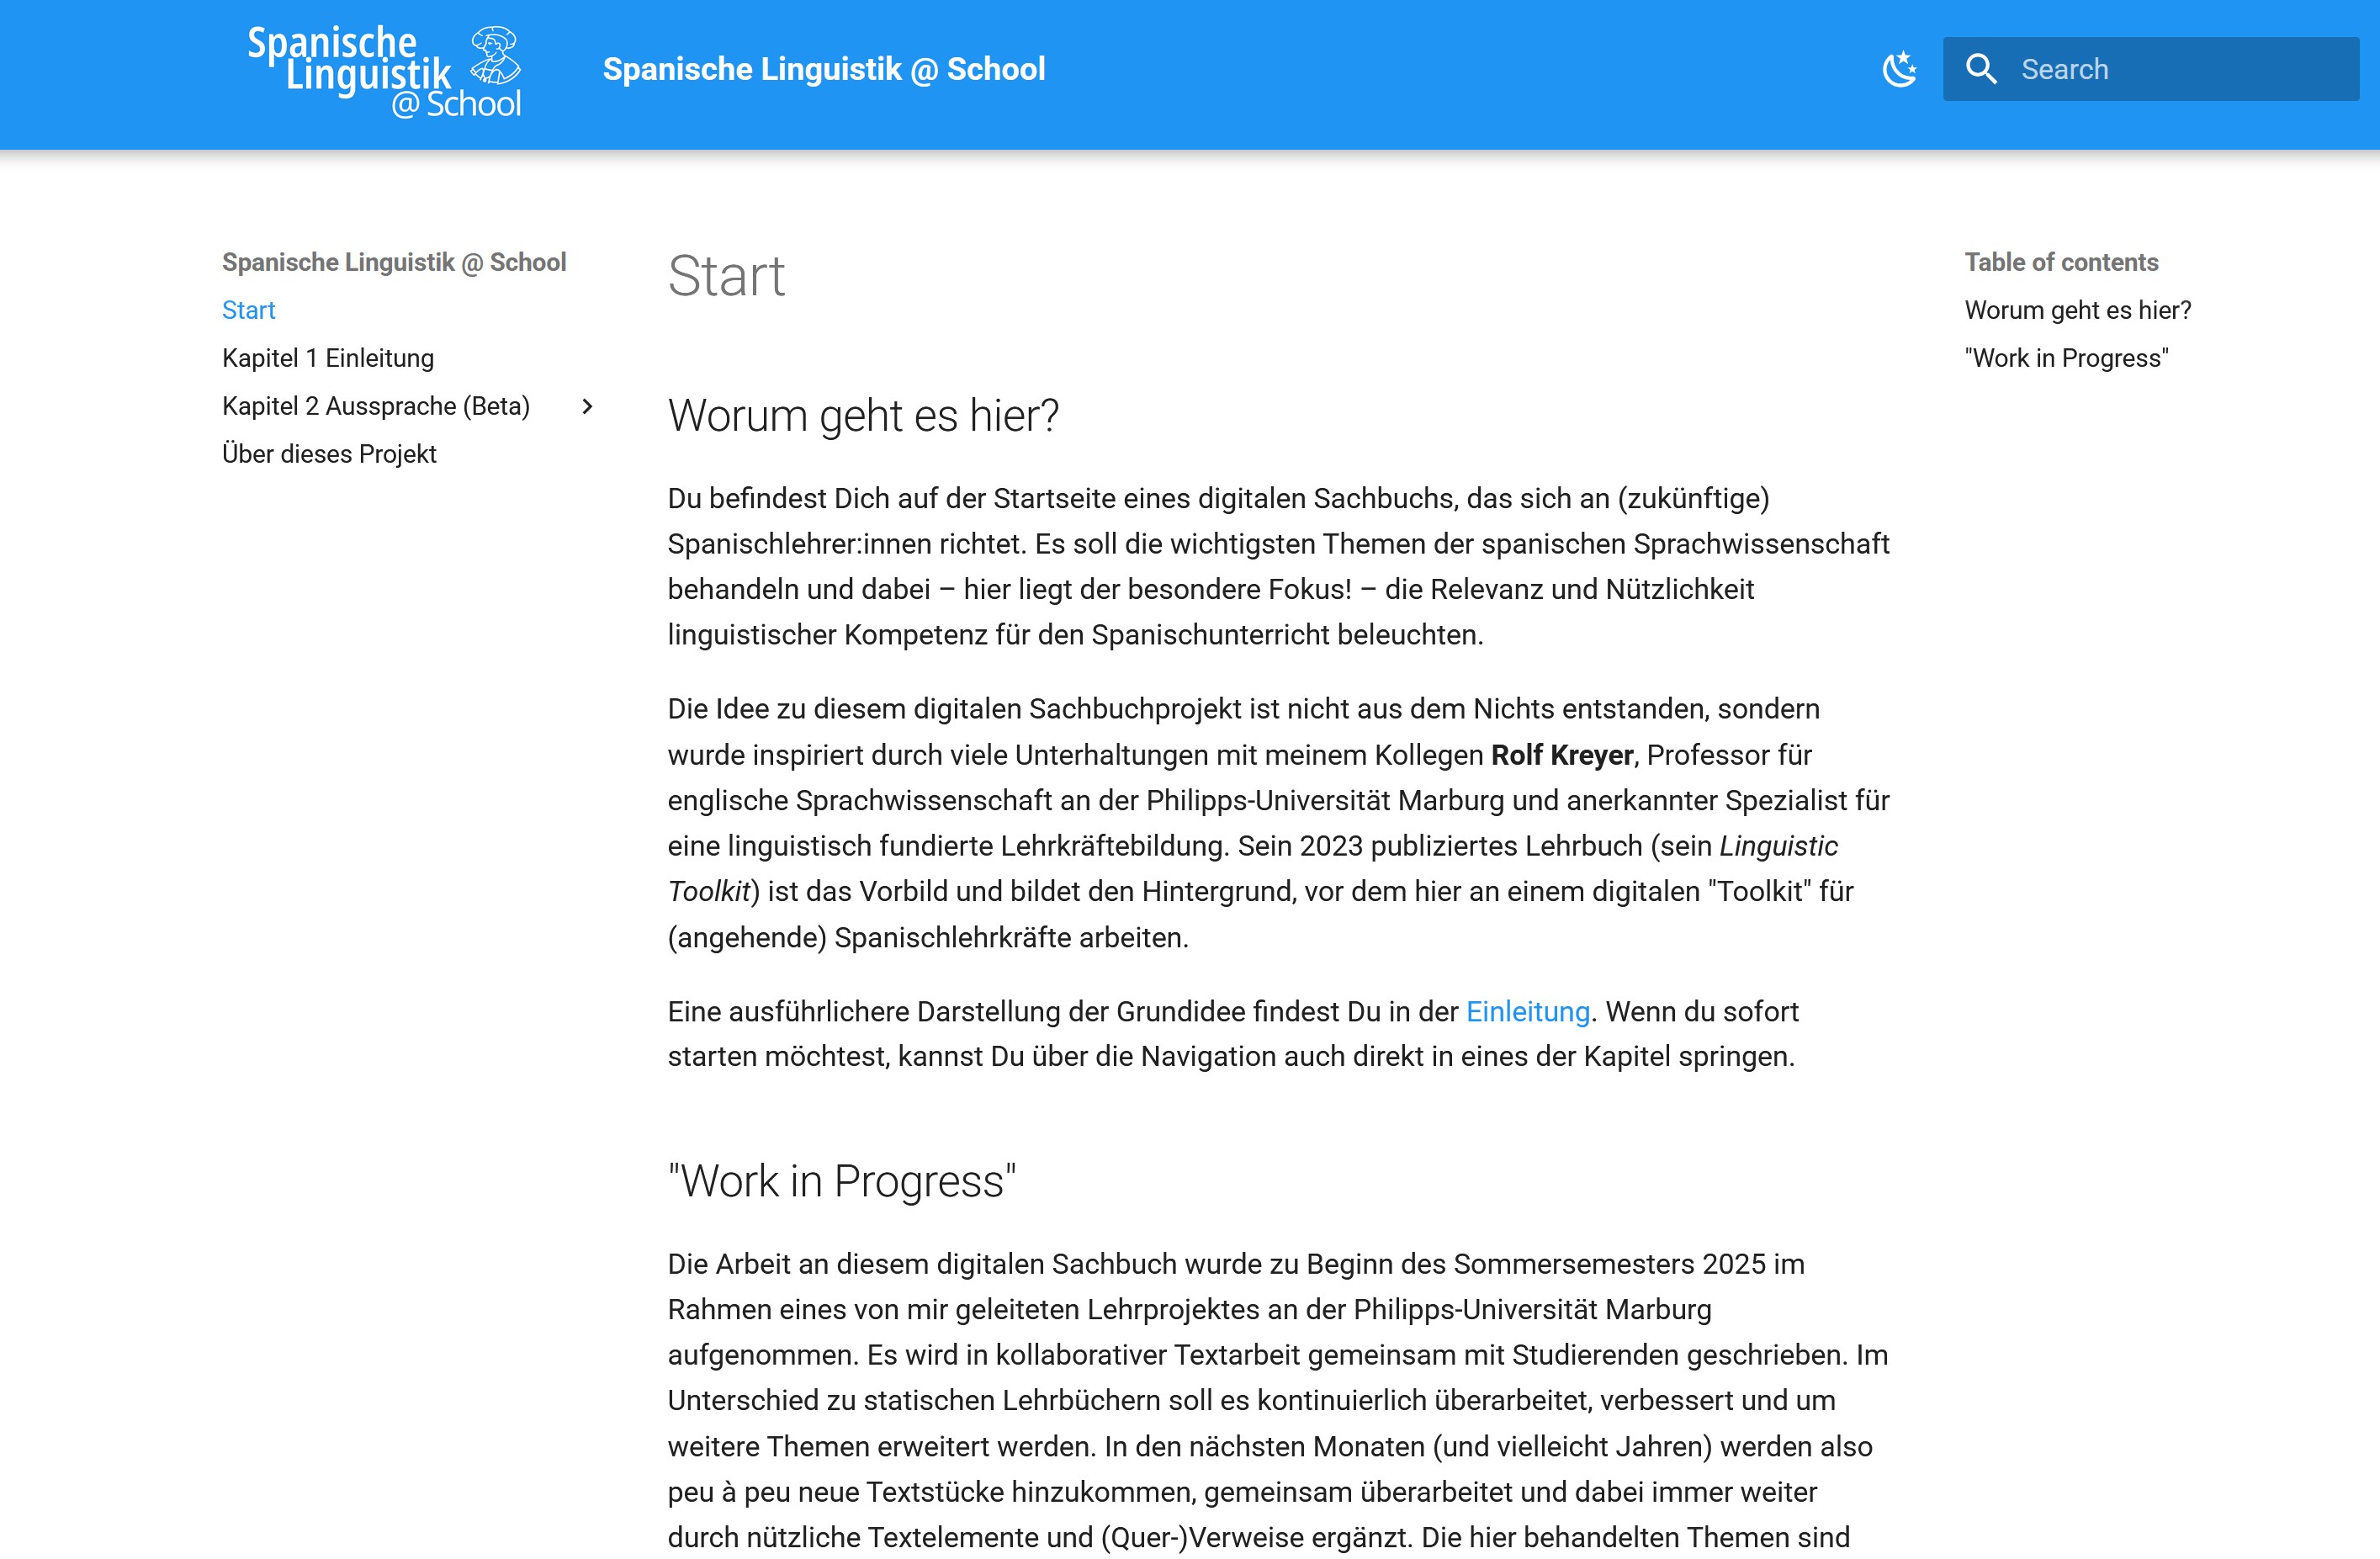 Spanische
Linguistik
@ School
Spanische Linguistik @ School
Search
Spanische Linguistik @ School
Start
Kapitel 1 Einleitung
Kapitel 2 Aussprache (Beta)
Über dieses Projekt
Start
Worum geht es hier?
Du befindest Dich auf der Startseite eines digitalen Sachbuchs, das sich an (zukünftige)
Spanischlehrer:innen richtet. Es soll die wichtigsten Themen der spanischen Sprachwissenschaft
behandeln und dabei – hier liegt der besondere Fokus! – die Relevanz und Nützlichkeit
linguistischer Kompetenz für den Spanischunterricht beleuchten.
Die Idee zu diesem digitalen Sachbuchprojekt ist nicht aus dem Nichts entstanden, sondern
wurde inspiriert durch viele Unterhaltungen mit meinem Kollegen Rolf Kreyer, Professor für
englische Sprachwissenschaft an der Philipps-Universität Marburg und anerkannter Spezialist für
eine linguistisch fundierte Lehrkräftebildung. Sein 2023 publiziertes Lehrbuch (sein Linguistic
Toolkit) ist das Vorbild und bildet den Hintergrund, vor dem hier an einem digitalen "Toolkit" für
(angehende) Spanischlehrkräfte arbeiten.
Eine ausführlichere Darstellung der Grundidee findest Du in der Einleitung. Wenn du sofort
starten möchtest, kannst Du über die Navigation auch direkt in eines der Kapitel springen.
"Work in Progress"
Die Arbeit an diesem digitalen Sachbuch wurde zu Beginn des Sommersemesters 2025 im
Rahmen eines von mir geleiteten Lehrprojektes an der Philipps-Universität Marburg
aufgenommen. Es wird in kollaborativer Textarbeit gemeinsam mit Studierenden geschrieben. Im
Unterschied zu statischen Lehrbüchern soll es kontinuierlich überarbeitet, verbessert und um
weitere Themen erweitert werden. In den nächsten Monaten (und vielleicht Jahren) werden also
peu à peu neue Textstücke hinzukommen, gemeinsam überarbeitet und dabei immer weiter
durch nützliche Textelemente und (Quer-)Verweise ergänzt. Die hier behandelten Themen sind
Table of contents
Worum geht es hier?
"Work in Progress"